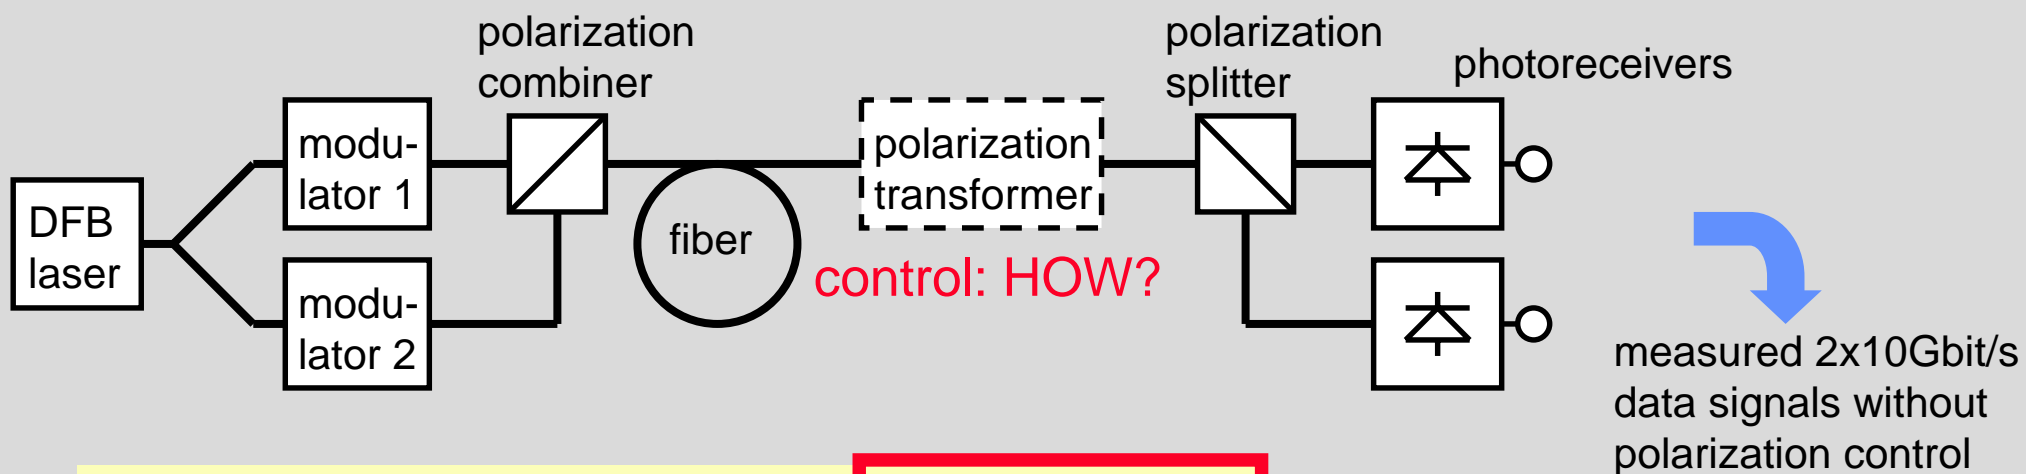 polarization
combiner
polarization
splitter
photoreceivers
modu-
lator 1
polarization
transformer
DFB
laser
fiber
control: HOW?
modu-
lator 2
measured 2x10Gbit/s
data signals without
polarization control